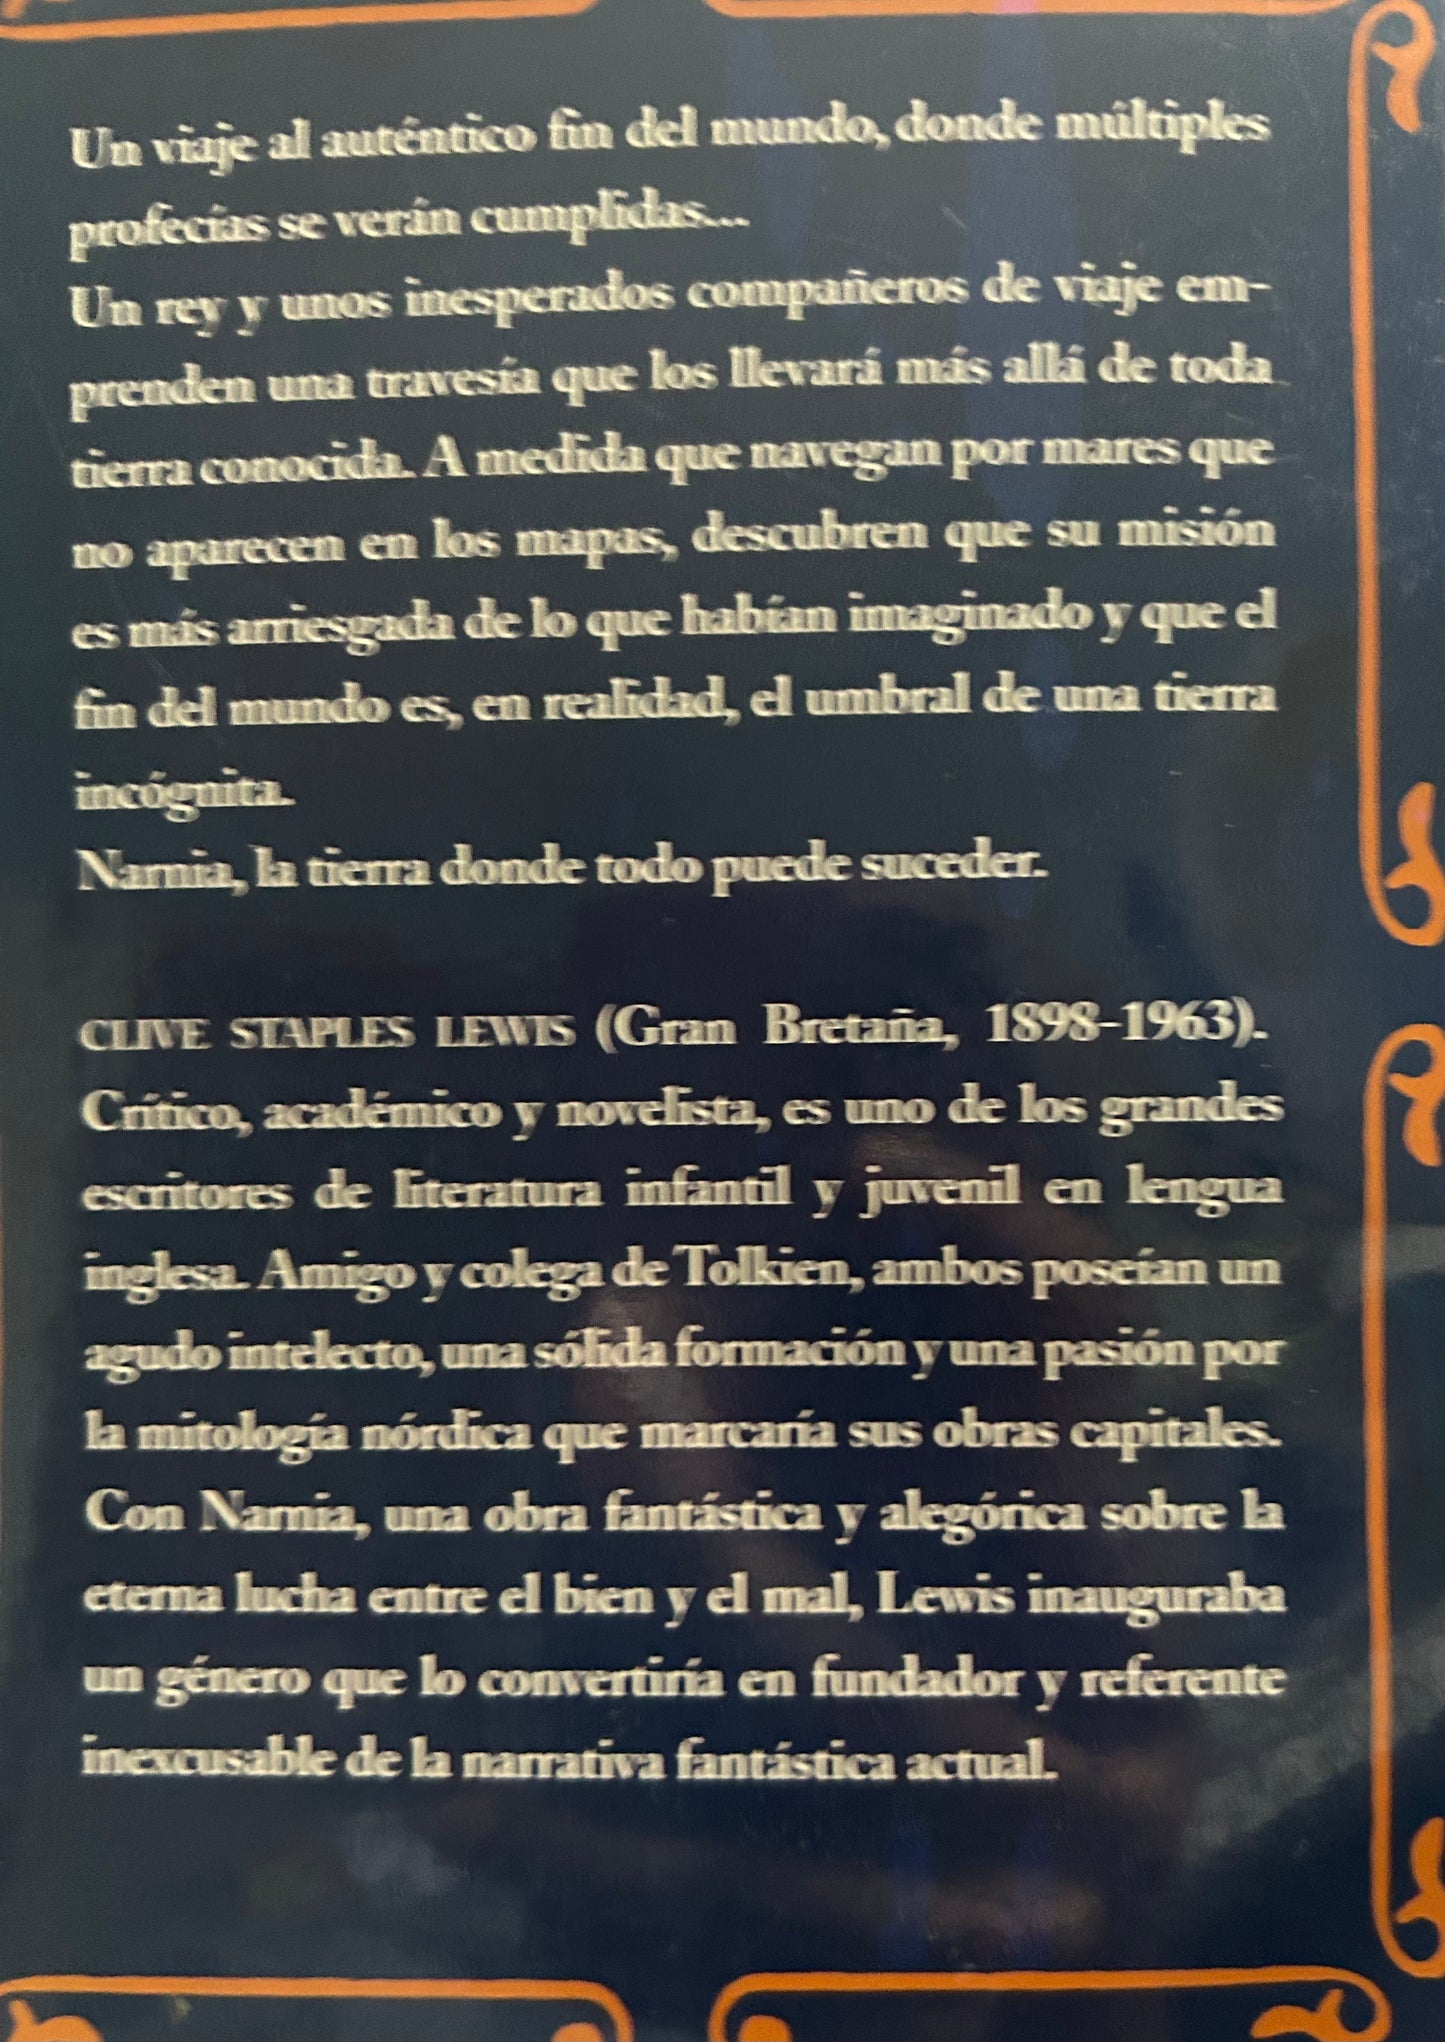 Un viaje al auténtico fin del mundo, donde múltiples
profecías se verán cumplidas...
Un rey y unos inesperados compañeros de viaje em-
prenden una travesía que los llevará más allá de toda
tierra conocida. A medida que navegan por mares que
no aparecen en los mapas, descubren que su misión
es más arriesgada de lo que habían imaginado y que el
fin del mundo es, en realidad, el umbral de una tierra
incógnita.
Narnia, la tierra donde todo puede suceder.
CLIVE STAPLES LEWIS (Gran Bretaña, 1898-1963).
Crítico, académico y novelista, es uno de los grandes
escritores de literatura infantil y juvenil en lengua
inglesa. Amigo y colega de Tolkien, ambos poseían un
agudo intelecto, una sólida formación y una pasión por
la mitología nórdica que marcaría sus obras capitales.
Con Narnia, una obra fantástica y alegórica sobre la
eterna lucha entre el bien y el mal, Lewis inauguraba
un género que lo convertiría en fundador y referente
inexcusable de la narrativa fantástica actual.